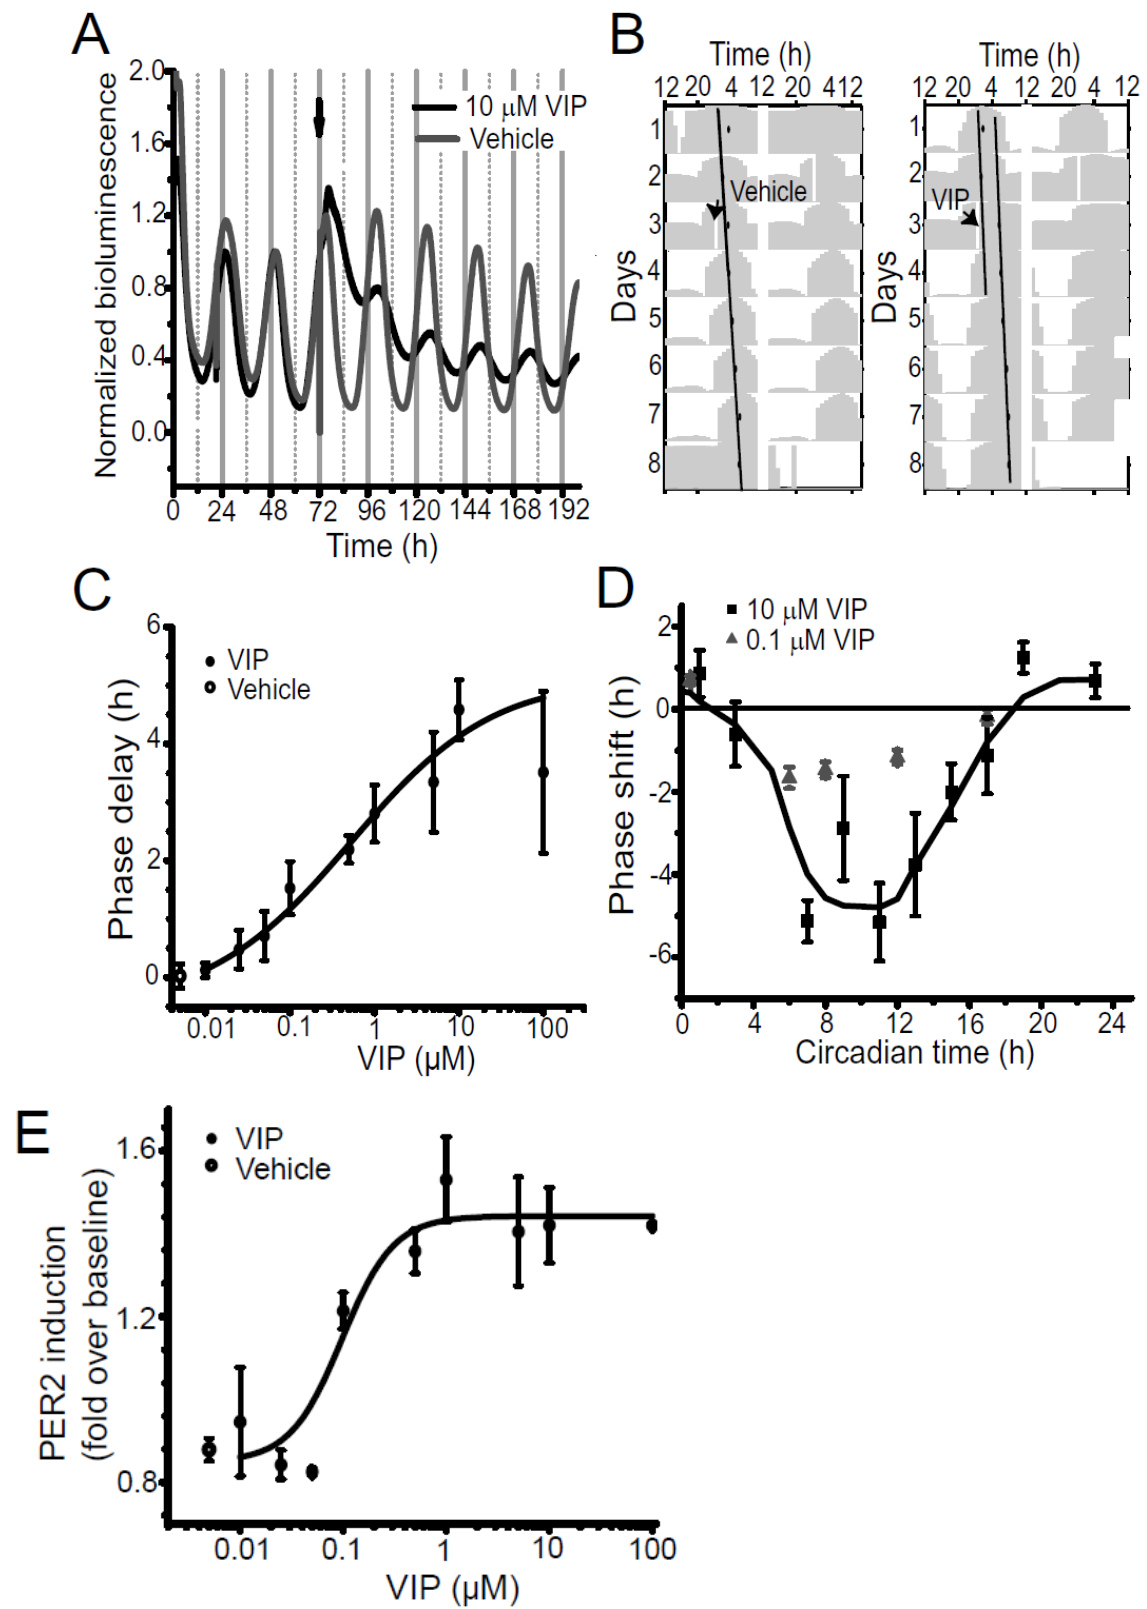 A
Normalized bioluminescence
2.0
1.6
1.2
0.8
0.4
0.0
10 μM VIP
Vehicle
0 24 48 72 96 120 144 168 192
Time (h)
B
Time (h)
12 20 4 12 20 4 12
Days
1
2
3
4
5
6
7
8
Vehicle
Time (h)
12 20 4 12 20 4 12
Days
1
2
3
4
5
6
7
8
VIP
C
Phase delay (h)
6
4
2
0
VIP
Vehicle
0.01 0.1 1 10 100
VIP (μM)
D
Phase shift (h)
2
0
-2
-4
-6
10 μM VIP
0.1 μM VIP
0 4 8 12 16 20 24
Circadian time (h)
E
PER2 induction
(fold over baseline)
1.6
1.2
0.8
VIP
Vehicle
0.01 0.1 1 10 100
VIP (μM)